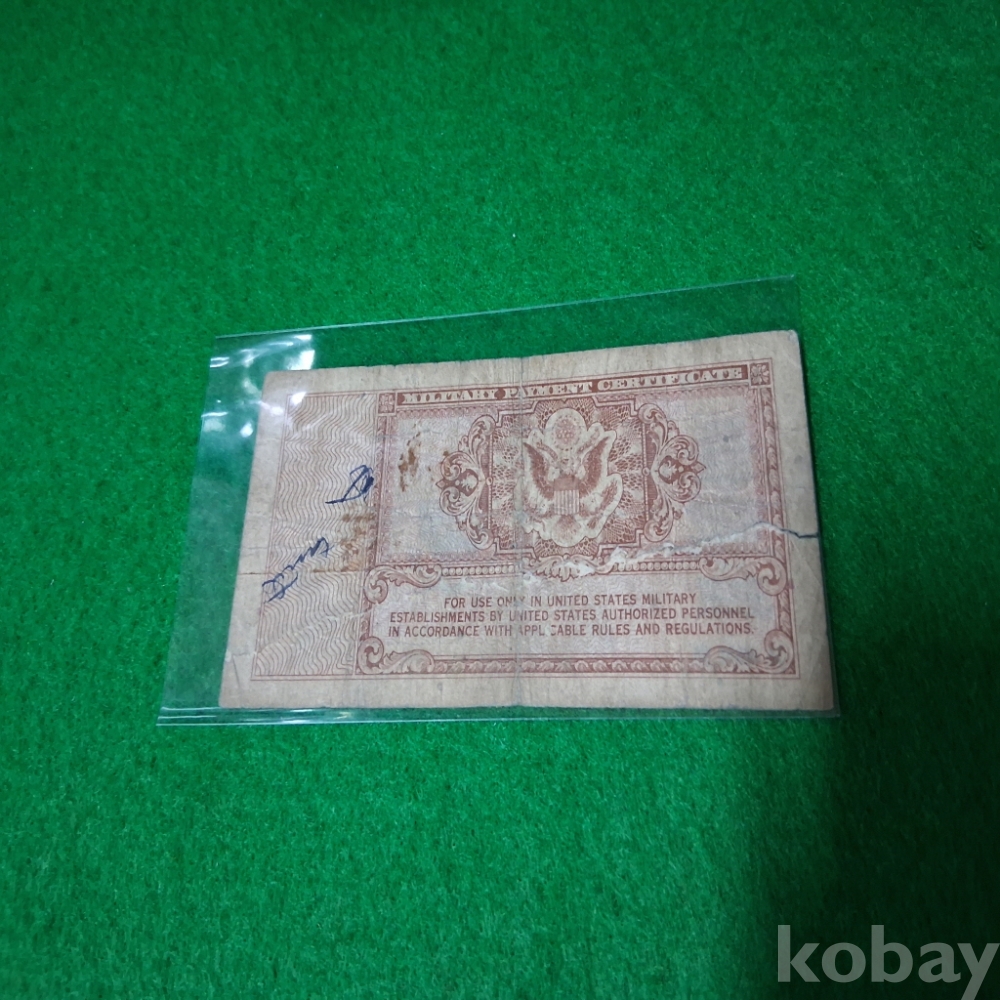 MILITARY PAYMENT CERTIFICATE
FOR USE ONLY IN UNITED STATES MILITARY
ESTABLISHMENTS BY UNITED STATES AUTHORIZED PERSONNEL
IN ACCORDANCE WITH APPLICABLE RULES AND REGULATIONS.
kobay